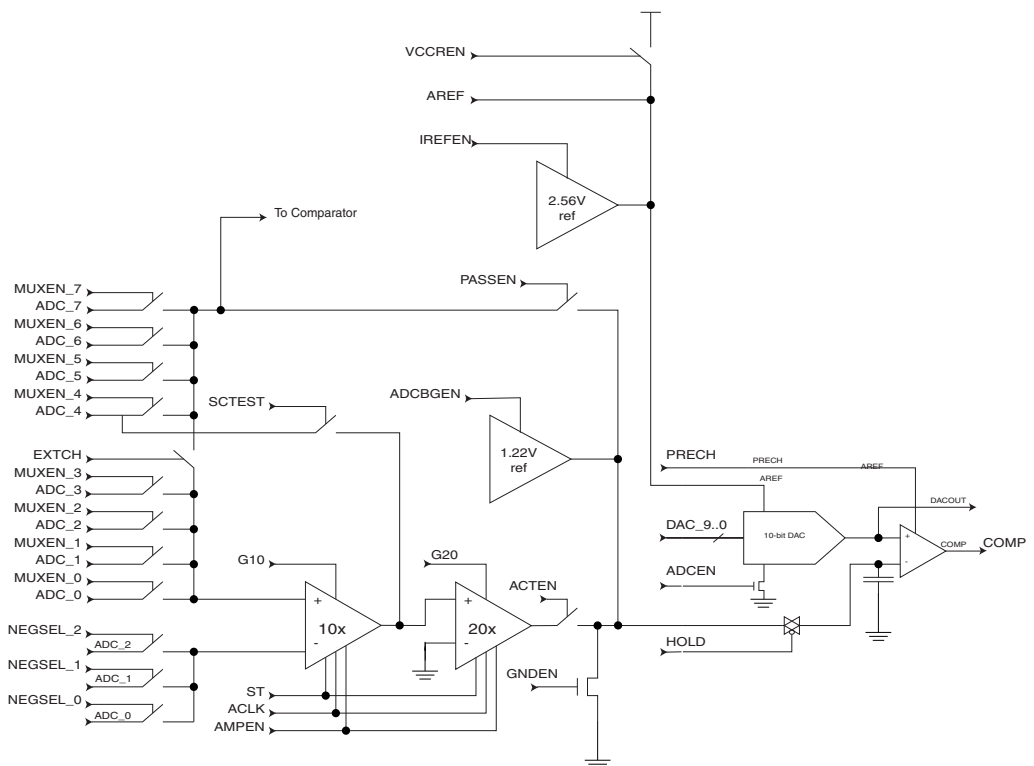 VCCREN
AREF
IREFEN
2.56V
ref
To Comparator
PASSEN
MUXEN_7
ADC_7
MUXEN_6
ADC_6
MUXEN_5
ADC_5
MUXEN_4
ADC_4
SCTEST
ADCBGEN
1.22V
ref
EXTCH
MUXEN_3
ADC_3
MUXEN_2
ADC_2
MUXEN_1
ADC_1
MUXEN_0
ADC_0
PRECH
PRECH
AREF
AREF
DACOUT
DAC_9..0
10-bit DAC
+
-
COMP
COMP
ADCEN
HOLD
G10
+
10x
-
G20
+
20x
-
ACTEN
GNDEN
NEGSEL_2
ADC_2
NEGSEL_1
ADC_1
NEGSEL_0
ADC_0
ST
ACLK
AMPEN